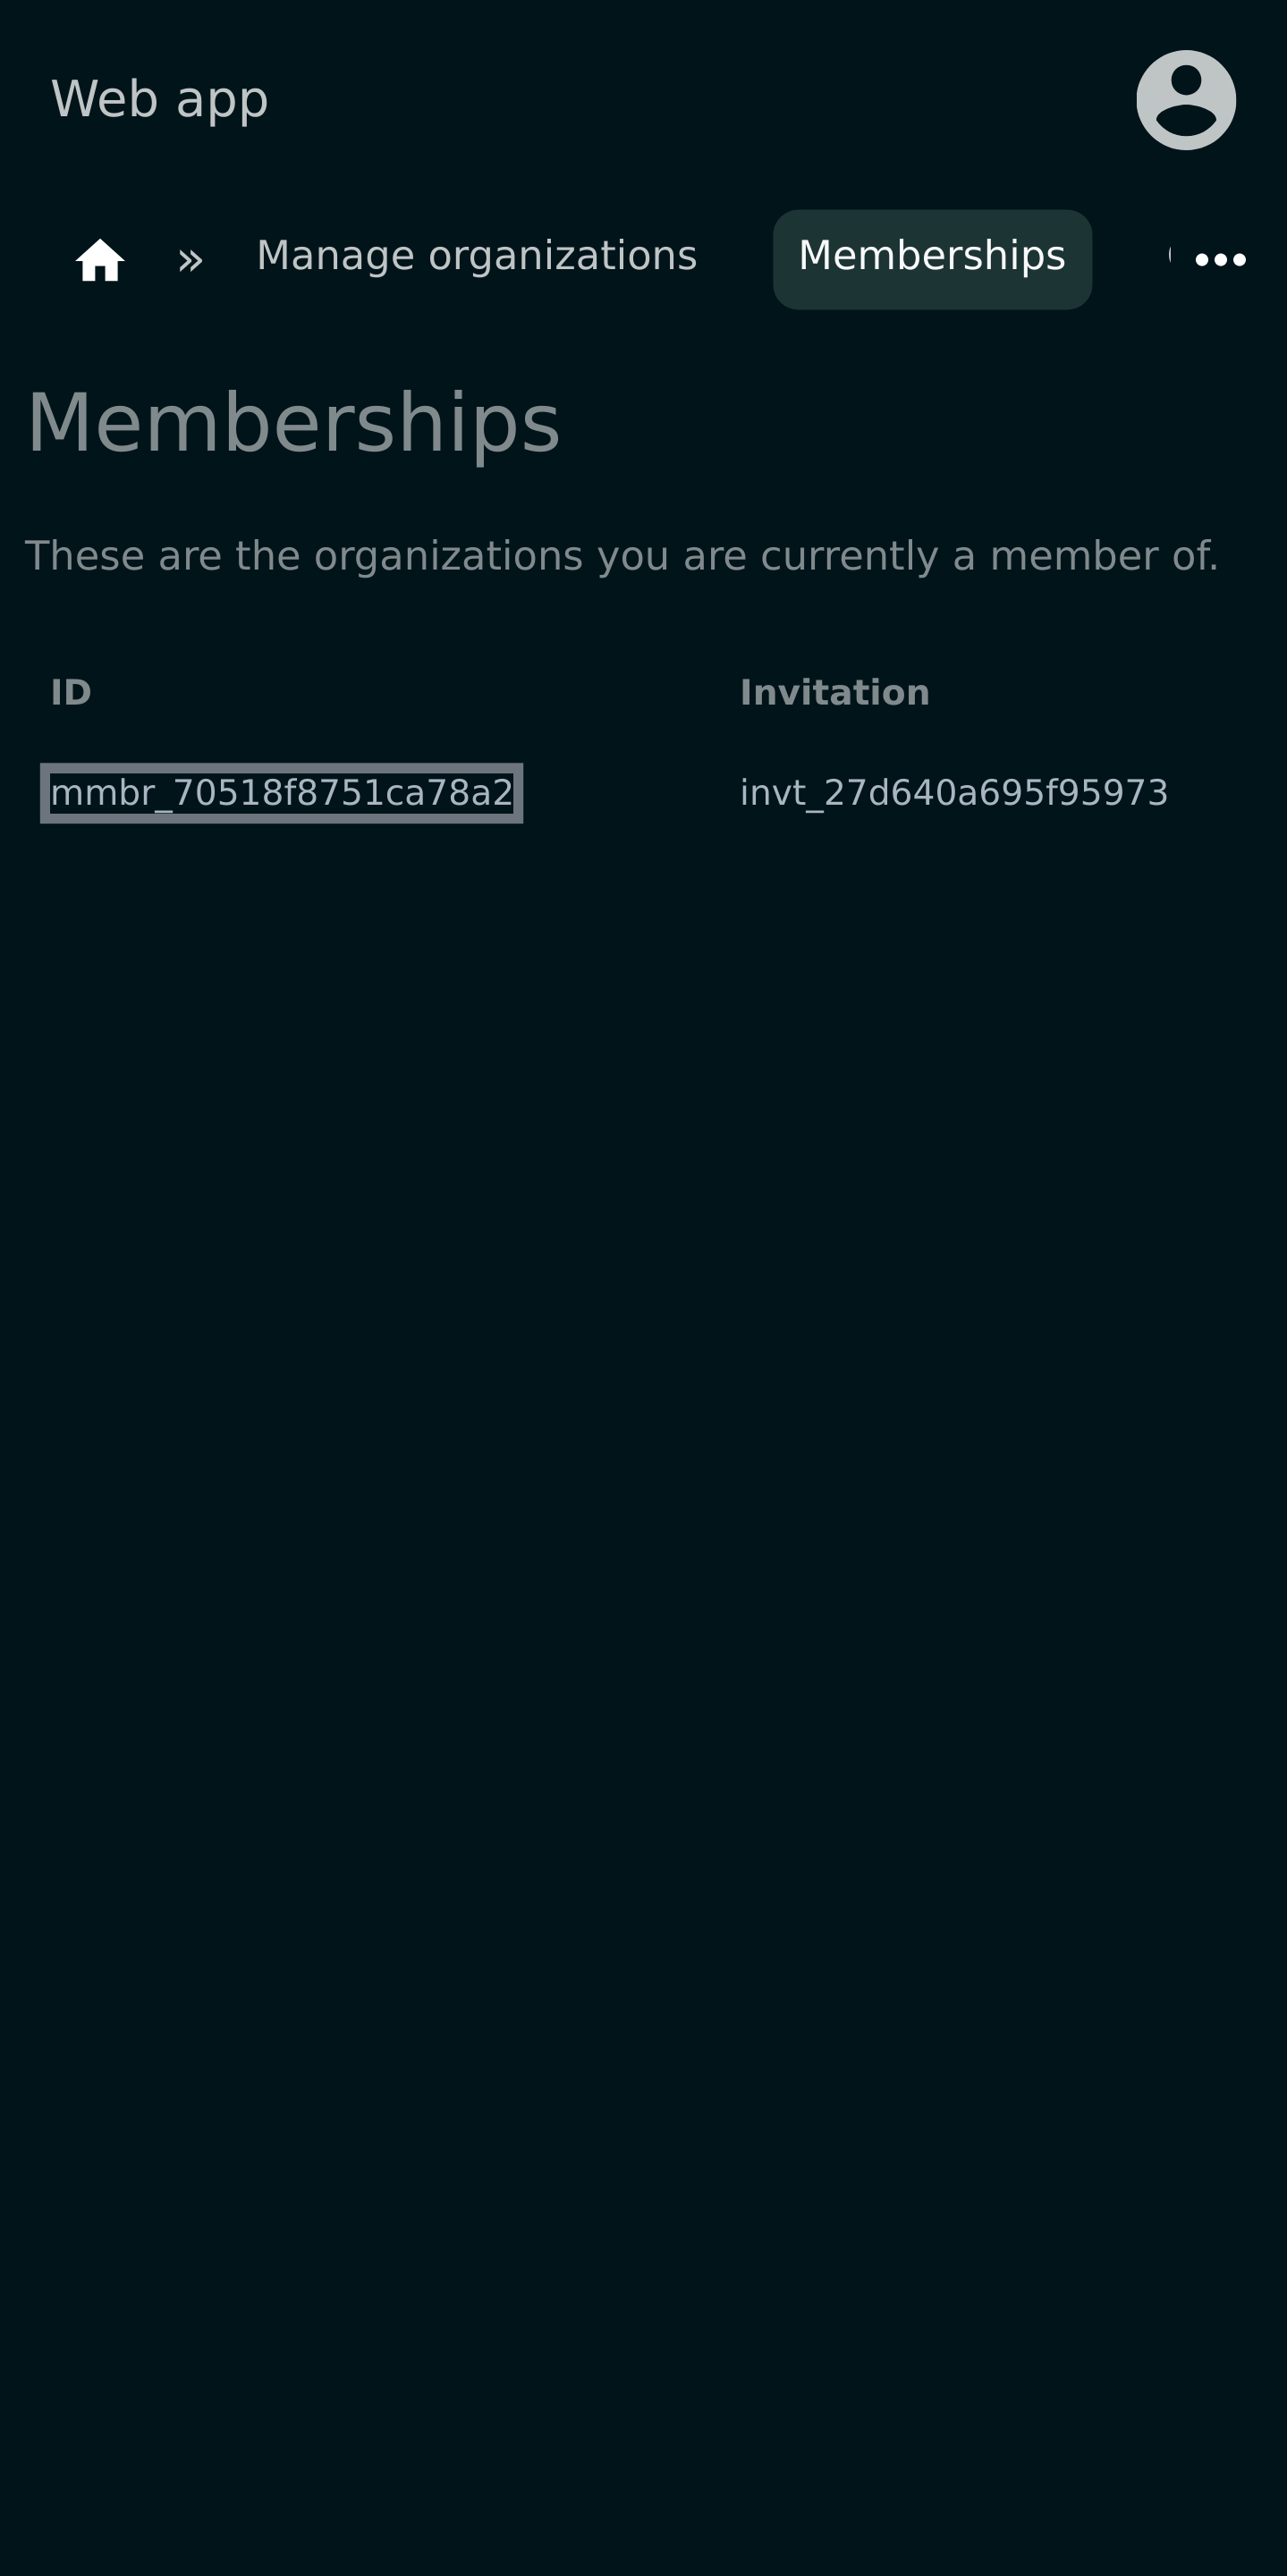 Web app
» Manage organizations Memberships
Memberships
These are the organizations you are currently a member of.
ID Invitation
mmbr_70518f8751ca78a2 invt_27d640a695f95973